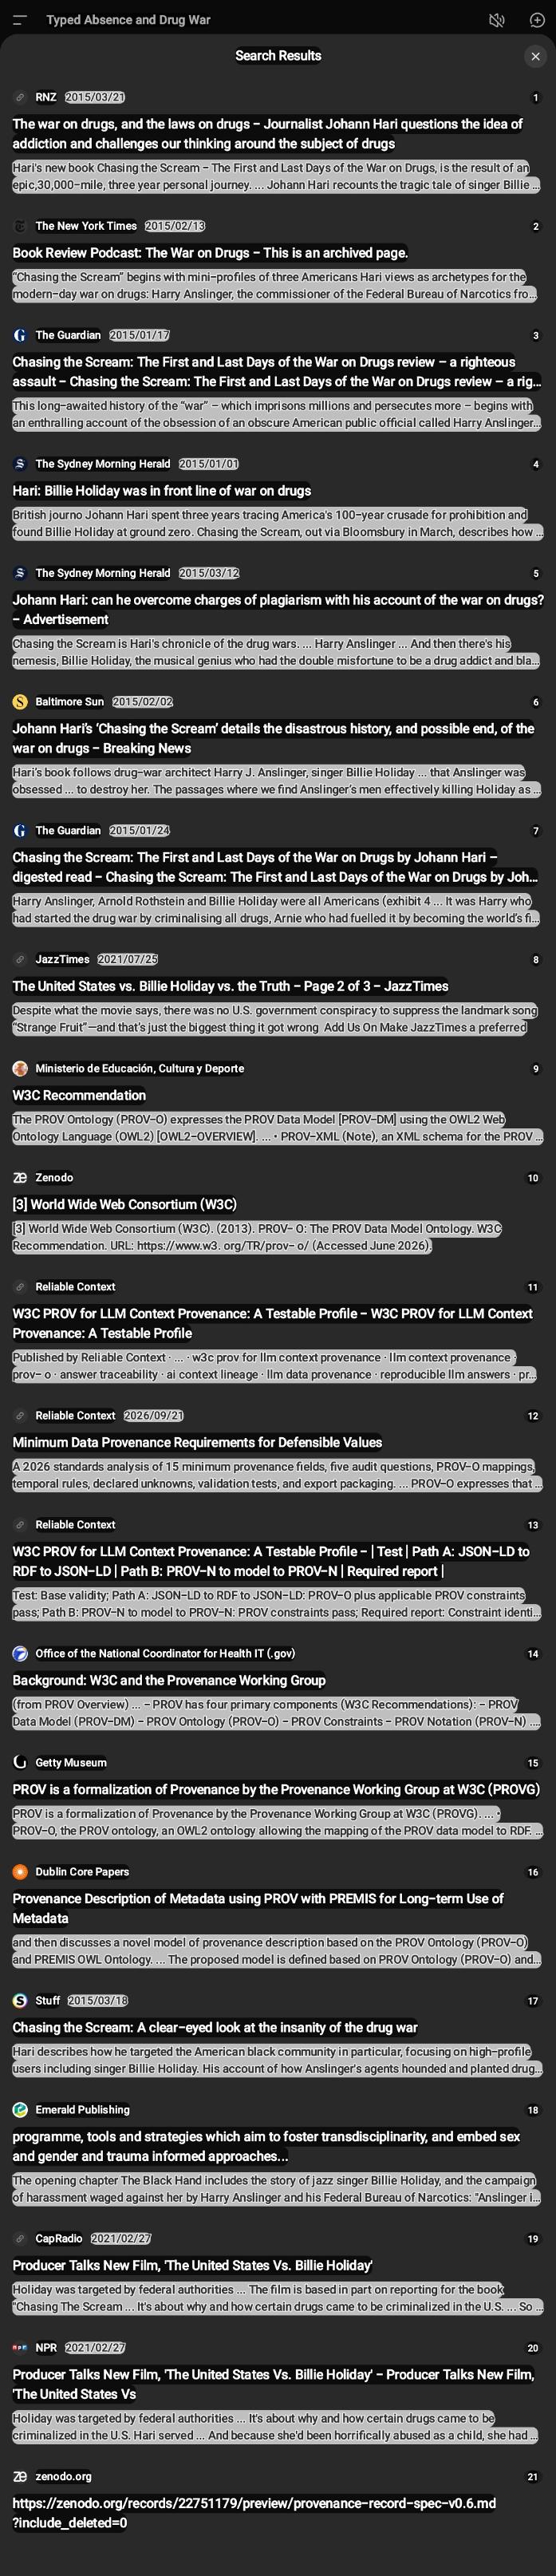 Typed Absence and Drug War
Search Results
RNZ 2015/03/21 1
The war on drugs, and the laws on drugs – Journalist Johann Hari questions the idea of
addiction and challenges our thinking around the subject of drugs
Hari's new book Chasing the Scream – The First and Last Days of the War on Drugs, is the result of an
epic,30,000-mile, three year personal journey. ... Johann Hari recounts the tragic tale of singer Billie ...
The New York Times 2015/02/13 2
Book Review Podcast: The War on Drugs – This is an archived page.
"Chasing the Scream" begins with mini-profiles of three Americans Hari views as archetypes for the
modern-day war on drugs: Harry Anslinger, the commissioner of the Federal Bureau of Narcotics fro...
The Guardian 2015/01/17 3
Chasing the Scream: The First and Last Days of the War on Drugs review – a righteous
assault – Chasing the Scream: The First and Last Days of the War on Drugs review – a rig...
This long-awaited history of the "war" – which imprisons millions and persecutes more – begins with
an enthralling account of the obsession of an obscure American public official called Harry Anslinger...
The Sydney Morning Herald 2015/01/01 4
Hari: Billie Holiday was in front line of war on drugs
British journo Johann Hari spent three years tracing America's 100-year crusade for prohibition and
found Billie Holiday at ground zero. Chasing the Scream, out via Bloomsbury in March, describes how ...
The Sydney Morning Herald 2015/03/12 5
Johann Hari: can he overcome charges of plagiarism with his account of the war on drugs?
– Advertisement
Chasing the Scream is Hari's chronicle of the drug wars. ... Harry Anslinger ... And then there's his
nemesis, Billie Holiday, the musical genius who had the double misfortune to be a drug addict and bla...
Baltimore Sun 2015/02/02 6
Johann Hari's 'Chasing the Scream' details the disastrous history, and possible end, of the
war on drugs – Breaking News
Hari's book follows drug-war architect Harry J. Anslinger, singer Billie Holiday ... that Anslinger was
obsessed ... to destroy her. The passages where we find Anslinger's men effectively killing Holiday as ...
The Guardian 2015/01/24 7
Chasing the Scream: The First and Last Days of the War on Drugs by Johann Hari –
digested read – Chasing the Scream: The First and Last Days of the War on Drugs by Joh...
Harry Anslinger, Arnold Rothstein and Billie Holiday were all Americans (exhibit 4 ... It was Harry who
had started the drug war by criminalising all drugs, Arnie who had fuelled it by becoming the world's fi...
JazzTimes 2021/07/25 8
The United States vs. Billie Holiday vs. the Truth – Page 2 of 3 – JazzTimes
Despite what the movie says, there was no U.S. government conspiracy to suppress the landmark song
"Strange Fruit"—and that's just the biggest thing it got wrong Add Us On Make JazzTimes a preferred
Ministerio de Educación, Cultura y Deporte 9
W3C Recommendation
The PROV Ontology (PROV-O) expresses the PROV Data Model [PROV-DM] using the OWL2 Web
Ontology Language (OWL2) [OWL2-OVERVIEW]. ... • PROV-XML (Note), an XML schema for the PROV ...
Zenodo 10
[3] World Wide Web Consortium (W3C)
[3] World Wide Web Consortium (W3C). (2013). PROV- O: The PROV Data Model Ontology. W3C
Recommendation. URL: https://www.w3. org/TR/prov- o/ (Accessed June 2026).
Reliable Context 11
W3C PROV for LLM Context Provenance: A Testable Profile – W3C PROV for LLM Context
Provenance: A Testable Profile
Published by Reliable Context · ... · w3c prov for llm context provenance · llm context provenance ·
prov- o · answer traceability · ai context lineage · llm data provenance · reproducible llm answers · pr...
Reliable Context 2026/09/21 12
Minimum Data Provenance Requirements for Defensible Values
A 2026 standards analysis of 15 minimum provenance fields, five audit questions, PROV-O mappings,
temporal rules, declared unknowns, validation tests, and export packaging. ... PROV-O expresses that ...
Reliable Context 13
W3C PROV for LLM Context Provenance: A Testable Profile – | Test | Path A: JSON-LD to
RDF to JSON-LD | Path B: PROV-N to model to PROV-N | Required report |
Test: Base validity; Path A: JSON-LD to RDF to JSON-LD: PROV-O plus applicable PROV constraints
pass; Path B: PROV-N to model to PROV-N: PROV constraints pass; Required report: Constraint identi...
Office of the National Coordinator for Health IT (.gov) 14
Background: W3C and the Provenance Working Group
(from PROV Overview) ... – PROV has four primary components (W3C Recommendations): – PROV
Data Model (PROV-DM) – PROV Ontology (PROV-O) – PROV Constraints – PROV Notation (PROV-N) ...
Getty Museum 15
PROV is a formalization of Provenance by the Provenance Working Group at W3C (PROVG)
PROV is a formalization of Provenance by the Provenance Working Group at W3C (PROVG). ... •
PROV-O, the PROV ontology, an OWL2 ontology allowing the mapping of the PROV data model to RDF. ...
Dublin Core Papers 16
Provenance Description of Metadata using PROV with PREMIS for Long-term Use of
Metadata
and then discusses a novel model of provenance description based on the PROV Ontology (PROV-O)
and PREMIS OWL Ontology. ... The proposed model is defined based on PROV Ontology (PROV-O) and...
Stuff 2015/03/18 17
Chasing the Scream: A clear-eyed look at the insanity of the drug war
Hari describes how he targeted the American black community in particular, focusing on high-profile
users including singer Billie Holiday. His account of how Anslinger's agents hounded and planted drug...
Emerald Publishing 18
programme, tools and strategies which aim to foster transdisciplinarity, and embed sex
and gender and trauma informed approaches...
The opening chapter The Black Hand includes the story of jazz singer Billie Holiday, and the campaign
of harassment waged against her by Harry Anslinger and his Federal Bureau of Narcotics: "Anslinger i...
CapRadio 2021/02/27 19
Producer Talks New Film, 'The United States Vs. Billie Holiday'
Holiday was targeted by federal authorities ... The film is based in part on reporting for the book
"Chasing The Scream ... It's about why and how certain drugs came to be criminalized in the U.S. ... So ...
NPR 2021/02/27 20
Producer Talks New Film, 'The United States Vs. Billie Holiday' – Producer Talks New Film,
'The United States Vs
Holiday was targeted by federal authorities ... It's about why and how certain drugs came to be
criminalized in the U.S. Hari served ... And because she'd been horrifically abused as a child, she had ...
zenodo.org 21
https://zenodo.org/records/22751179/preview/provenance-record-spec-v0.6.md
?include_deleted=0